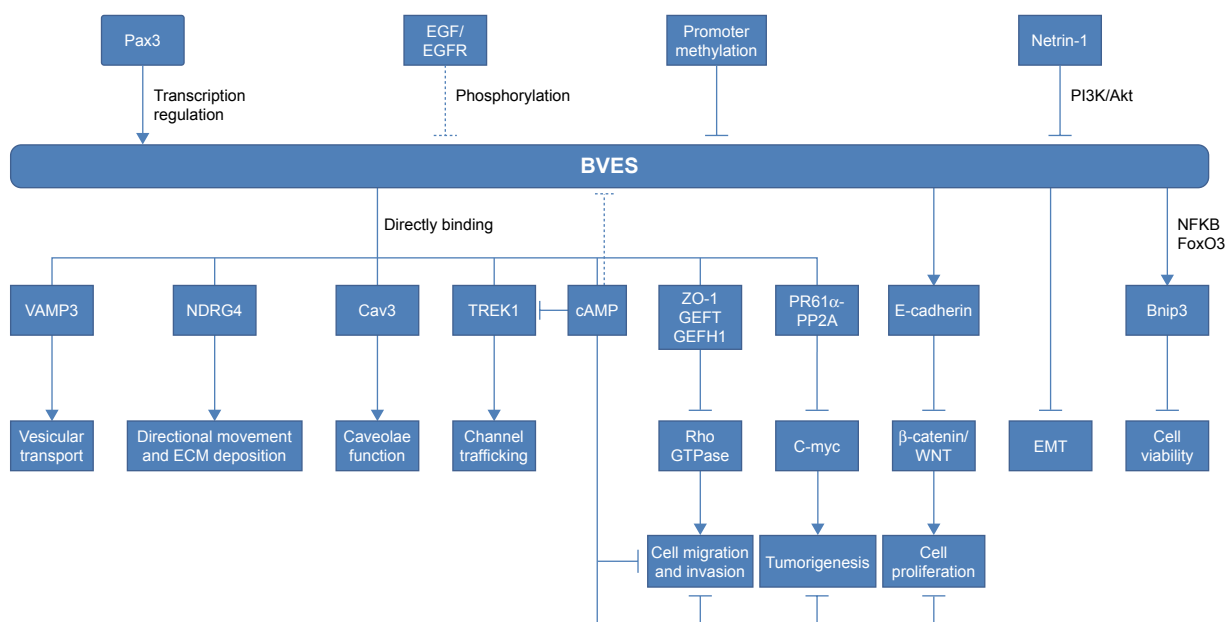 Pax3
EGF/
EGFR
Promoter
methylation
Netrin-1
Transcription
regulation
Phosphorylation
PI3K/Akt
BVES
Directly binding
NFKB
FoxO3
VAMP3
NDRG4
Cav3
TREK1
cAMP
ZO-1
GEFT
GEFH1
PR61α-
PP2A
E-cadherin
Bnip3
Vesicular
transport
Directional movement
and ECM deposition
Caveolae
function
Channel
trafficking
Rho
GTPase
C-myc
β-catenin/
WNT
EMT
Cell
viability
Cell migration
and invasion
Tumorigenesis
Cell
proliferation